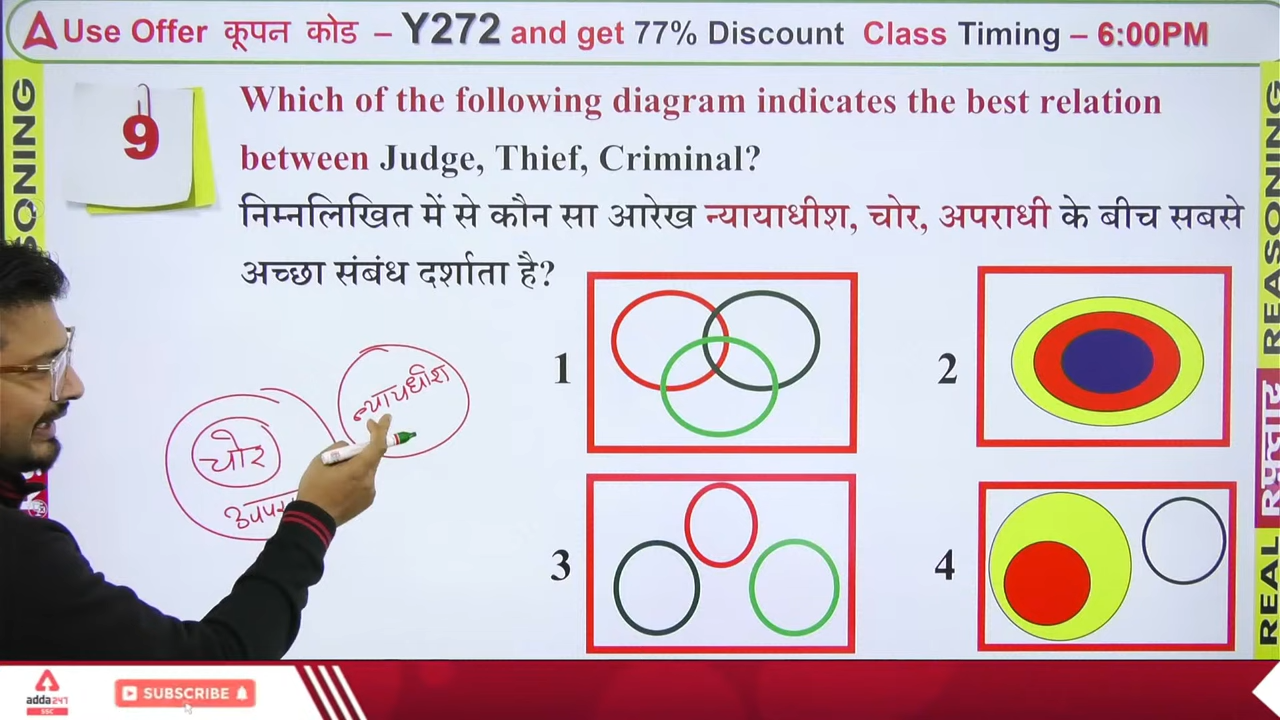 Use Offer कूपन कोड – Y272 and get 77% Discount Class Timing – 6:00PM
9
Which of the following diagram indicates the best relation
between Judge, Thief, Criminal?
निम्नलिखित में से कौन सा आरेख न्यायाधीश, चोर, अपराधी के बीच सबसे
अच्छा संबंध दर्शाता है?
1
2
3
4
न्यायधीश
चोर
REAL
REASONING
adda247
SSC
SUBSCRIBE